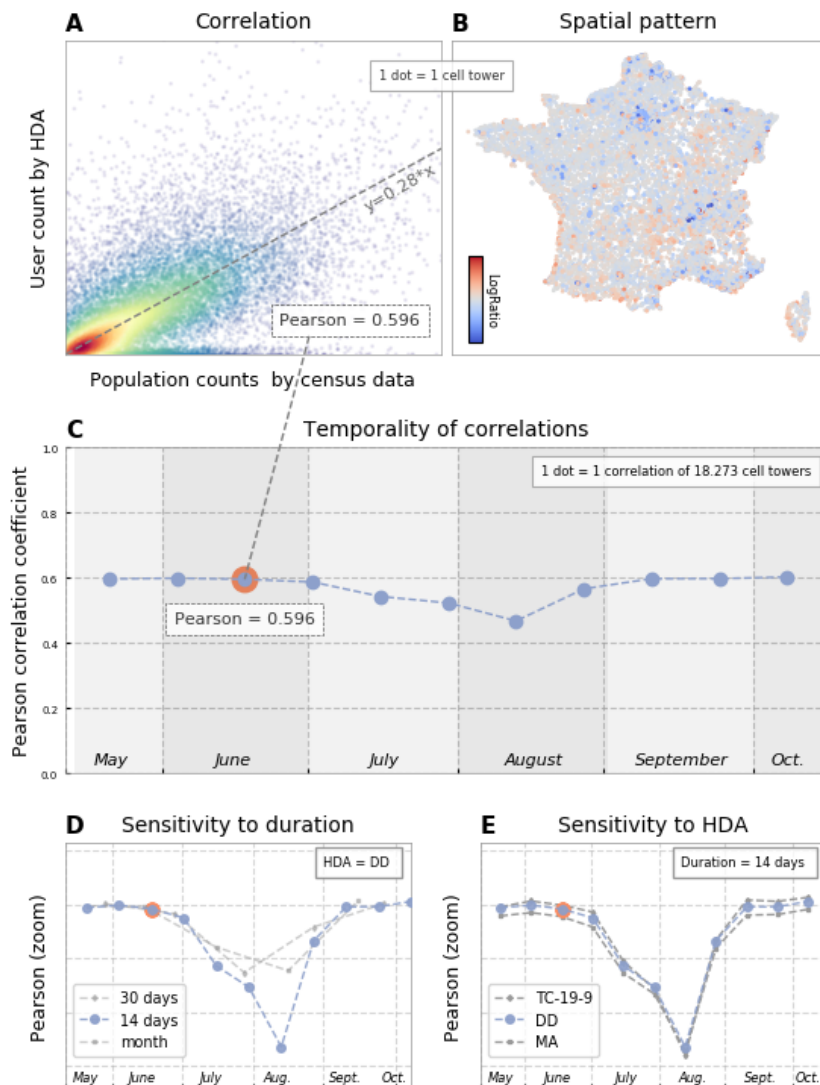 A Correlation
B Spatial pattern
1 dot = 1 cell tower
User count by HDA
y=0.28*x
Pearson = 0.596
LogRatio
Population counts by census data
C Temporality of correlations
1 dot = 1 correlation of 18.273 cell towers
Pearson correlation coefficient
1.0
0.8
0.6
0.4
0.2
0.0
Pearson = 0.596
May June July August September Oct.
D Sensitivity to duration
HDA = DD
Pearson (zoom)
30 days
14 days
month
May June July Aug. Sept. Oct.
E Sensitivity to HDA
Duration = 14 days
Pearson (zoom)
TC-19-9
DD
MA
May June July Aug. Sept. Oct.